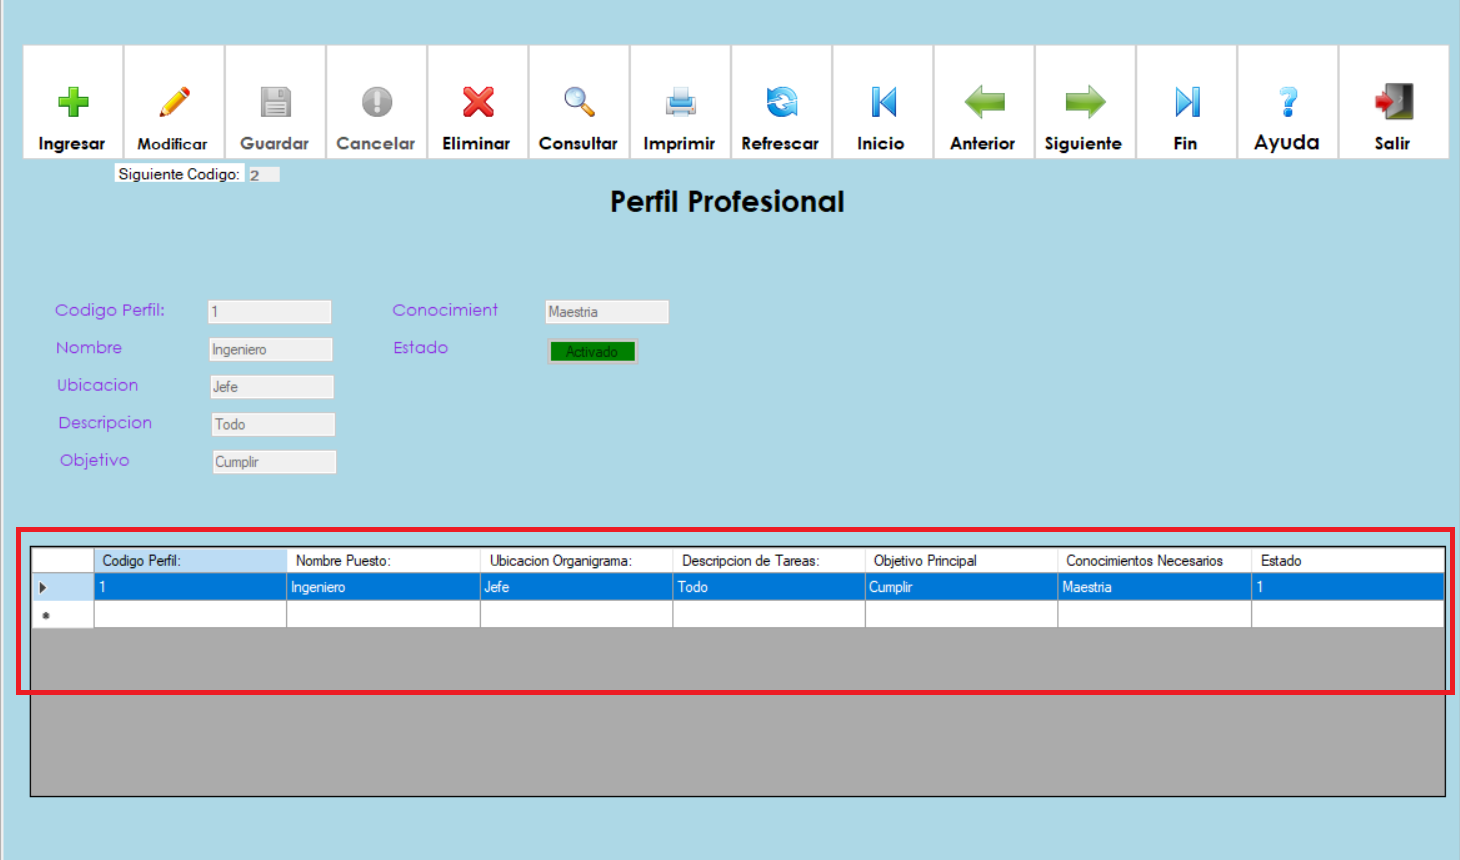 Ingresar Modificar Guardar Cancelar Eliminar Consultar Imprimir Refrescar Inicio Anterior Siguiente Fin Ayuda Salir
Siguiente Codigo: 2
Perfil Profesional
Codigo Perfil: 1 Conocimient Maestria
Nombre Ingeniero Estado Activado
Ubicacion Jefe
Descripcion Todo
Objetivo Cumplir
Codigo Perfil: Nombre Puesto: Ubicacion Organigrama: Descripcion de Tareas: Objetivo Principal Conocimientos Necesarios Estado
1 Ingeniero Jefe Todo Cumplir Maestria 1